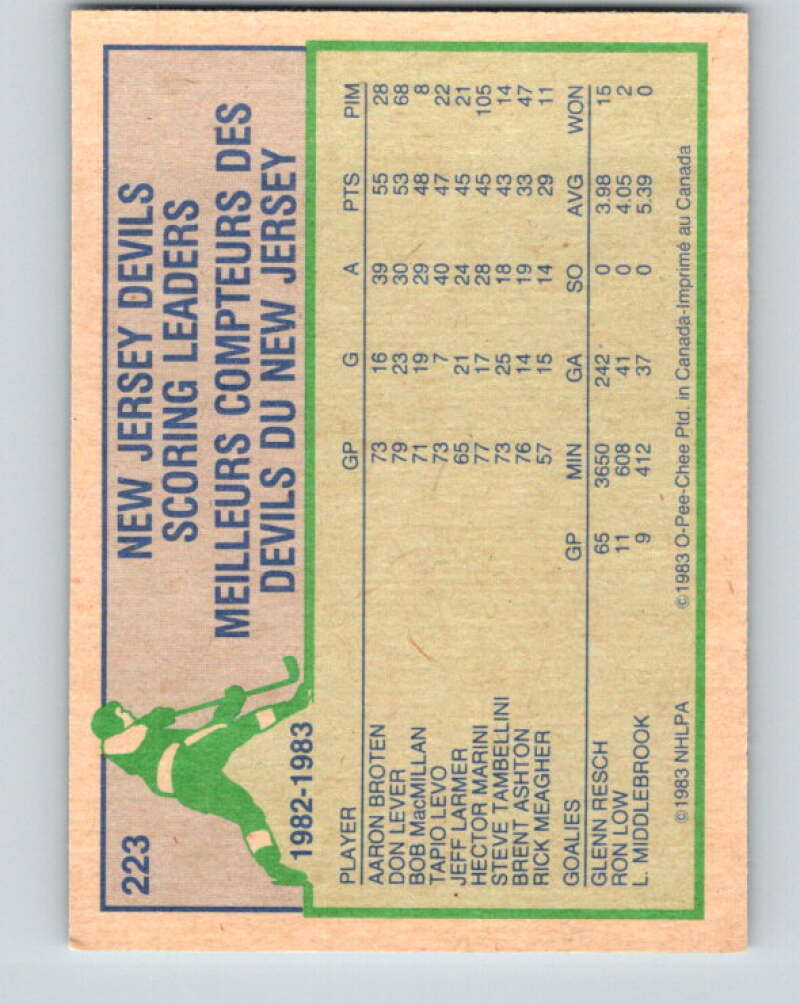 223
NEW JERSEY DEVILS
SCORING LEADERS
MEILLEURS COMPTEURS DES
DEVILS DU NEW JERSEY
1982-1983
PLAYER GP G A PTS PIM
AARON BROTEN 73 16 39 55 28
DON LEVER 79 23 30 53 68
BOB MacMILLAN 71 19 29 48 8
TAPIO LEVO 73 7 40 47 22
JEFF LARMER 65 21 24 45 21
HECTOR MARINI 77 17 28 45 105
STEVE TAMBELLINI 73 25 18 43 14
BRENT ASHTON 76 14 19 33 47
RICK MEAGHER 57 15 14 29 11
GOALIES GP MIN GA SO AVG WON
GLENN RESCH 65 3650 242 0 3.98 15
RON LOW 11 608 41 0 4.05 2
L. MIDDLEBROOK 9 412 37 0 5.39 0
©1983 NHLPA ©1983 O-Pee-Chee Ptd. in Canada-Imprimé au Canada